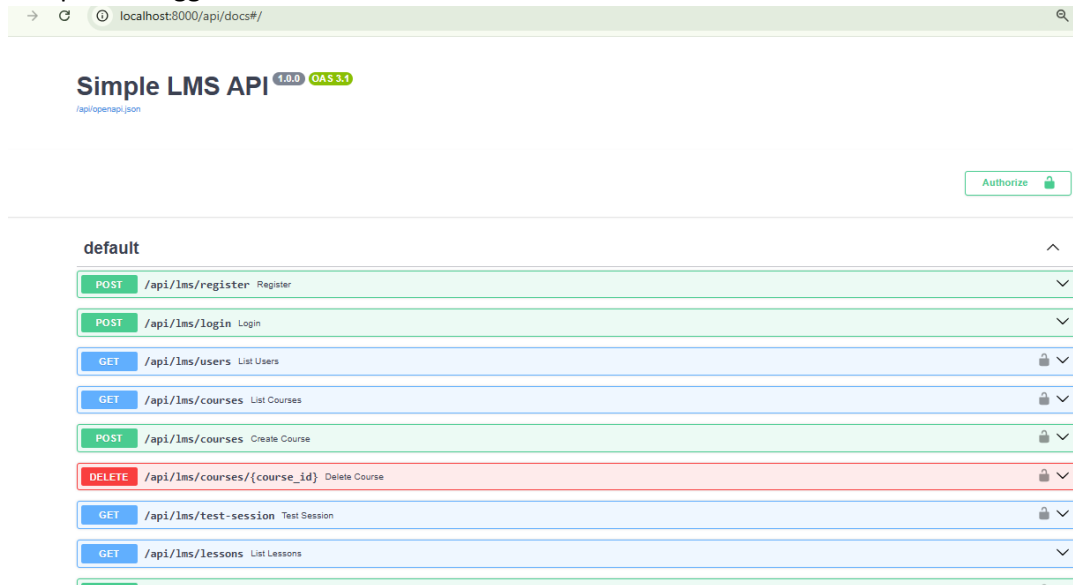 localhost:8000/api/docs#/
Simple LMS API 1.0.0 OAS 3.1
/api/openapi.json
Authorize
default
POST /api/lms/register Register
POST /api/lms/login Login
GET /api/lms/users List Users
GET /api/lms/courses List Courses
POST /api/lms/courses Create Course
DELETE /api/lms/courses/{course_id} Delete Course
GET /api/lms/test-session Test Session
GET /api/lms/lessons List Lessons